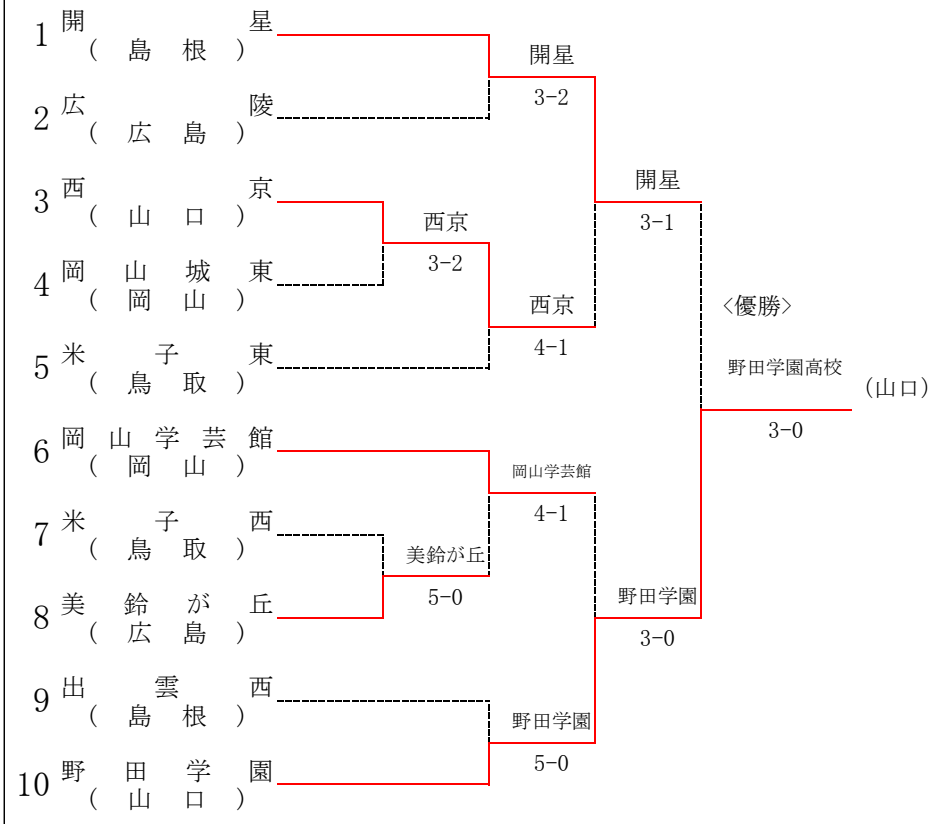 1 開星
(島根)
2 広陵
(広島)
3 西京
(山口)
4 岡山城東
(岡山)
5 米子東
(鳥取)
6 岡山学芸館
(岡山)
7 米子西
(鳥取)
8 美鈴が丘
(広島)
9 出雲西
(島根)
10 野田学園
(山口)
西京
3-2
美鈴が丘
5-0
開星
3-2
西京
4-1
岡山学芸館
4-1
野田学園
5-0
開星
3-1
野田学園
3-0
<優勝>
野田学園高校
(山口)
3-0